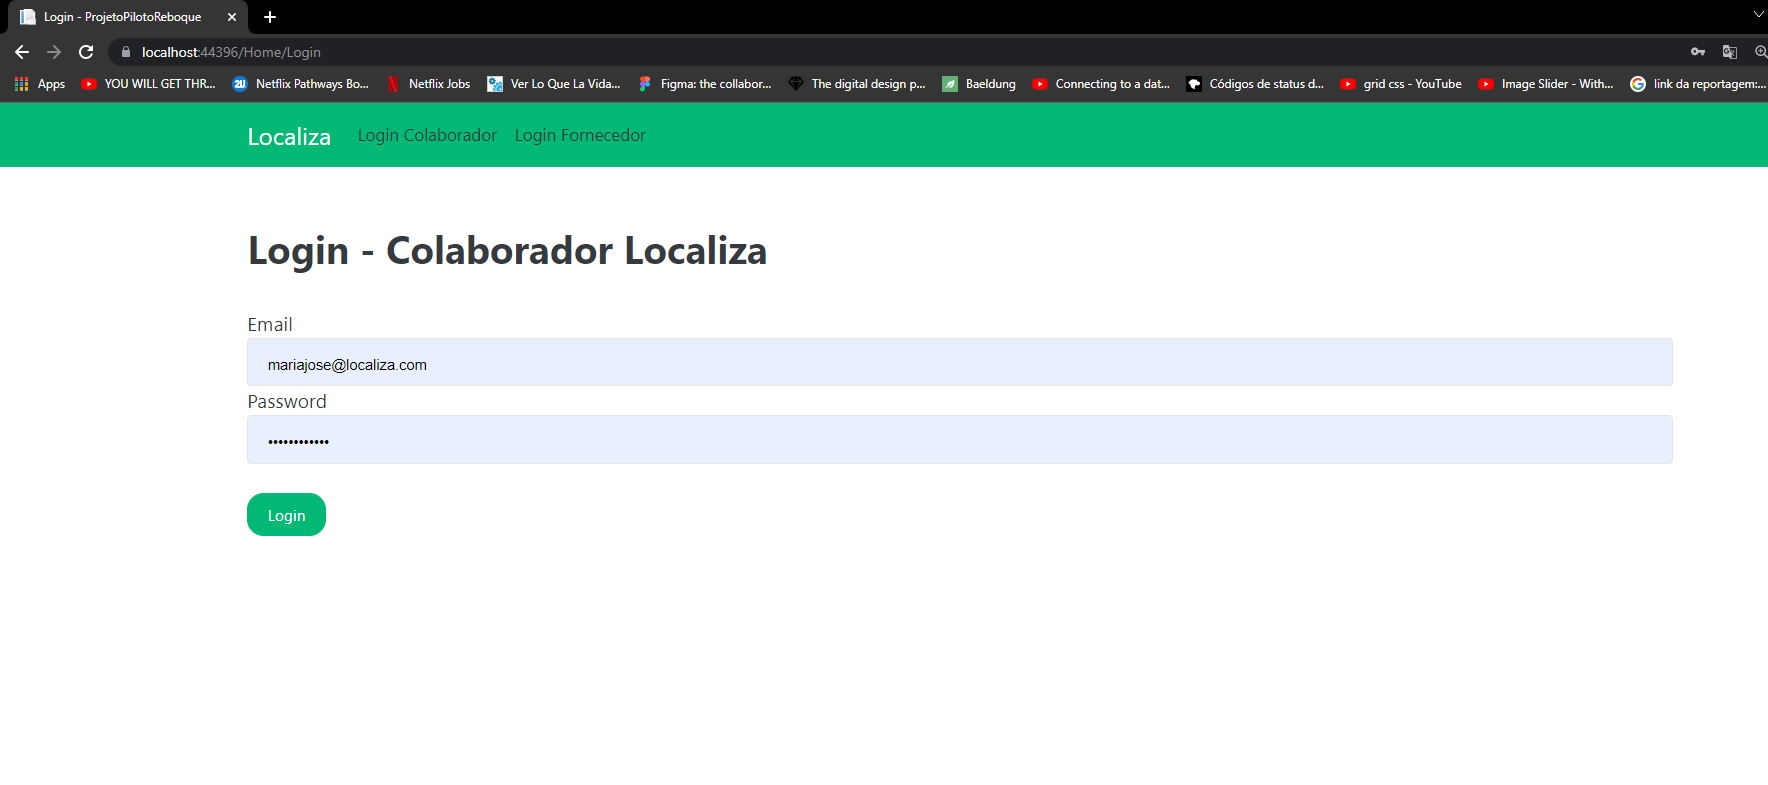 Login - ProjetoPilotoReboque
localhost:44396/Home/Login
Apps YOU WILL GET THR... Netflix Pathways Bo... Netflix Jobs Ver Lo Que La Vida... Figma: the collabor... The digital design p... Baeldung Connecting to a dat... Códigos de status d... grid css - YouTube Image Slider - With... link da reportagem:...
Localiza Login Colaborador Login Fornecedor
Login - Colaborador Localiza
Email
mariajose@localiza.com
Password
••••••••••••
Login